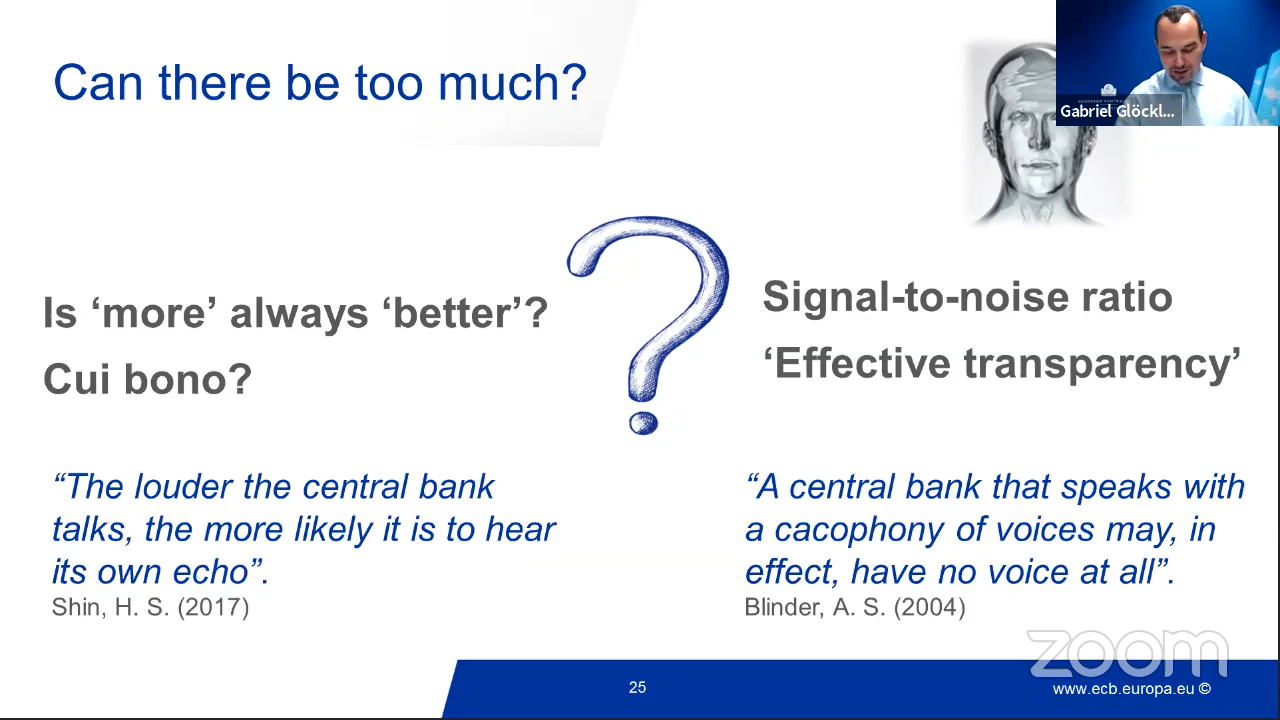 Can there be too much?
Gabriel Glöckl...
Is ‘more’ always ‘better’?
Cui bono?
Signal-to-noise ratio
‘Effective transparency’
“The louder the central bank
talks, the more likely it is to hear
its own echo”.
Shin, H. S. (2017)
“A central bank that speaks with
a cacophony of voices may, in
effect, have no voice at all”.
Blinder, A. S. (2004)
zoom
25
www.ecb.europa.eu ©